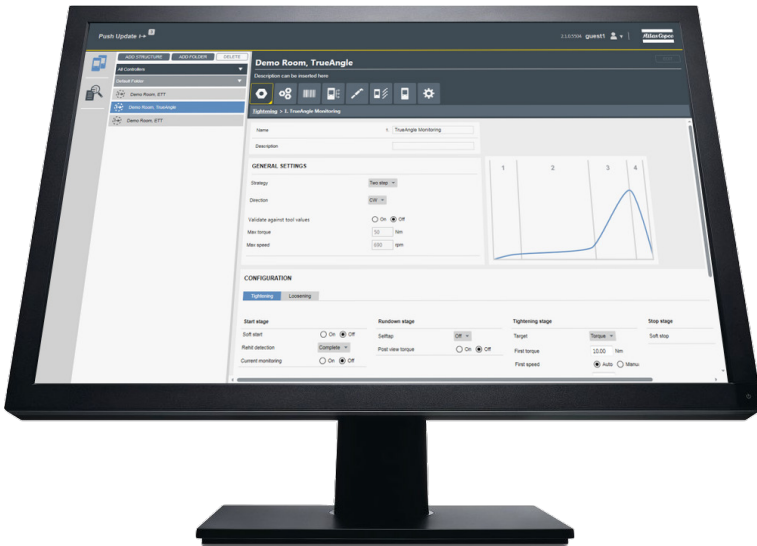 Push Update
3
guest1
Atlas Copco
ADD STRUCTURE ADD FOLDER DELETE
All Controllers
Default Folder
Demo Room, ETT
Demo Room, TrueAngle
Demo Room, ETT
Demo Room, TrueAngle
Description can be inserted here
Tightening > 1. TrueAngle Monitoring
Name 1. TrueAngle Monitoring
Description
GENERAL SETTINGS
Strategy Two step
Direction CW
Validate against tool values On Off
Max torque 50 Nm
Max speed rpm
1 2 3 4
CONFIGURATION
Tightening Loosening
Start stage Rundown stage Tightening stage Stop stage
Soft start On Off Selftap Off Target Torque Soft stop
Rehit detection Complete Post view torque On Off First torque 10.00 Nm
Current monitoring On Off First speed Auto Manu